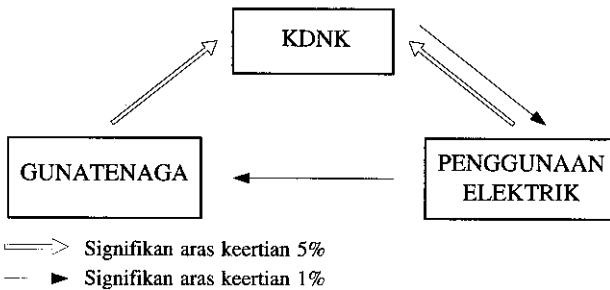 KDNK
GUNATENAGA
PENGGUNAAN
ELEKTRIK
Signifikan aras keertian 5%
Signifikan aras keertian 1%